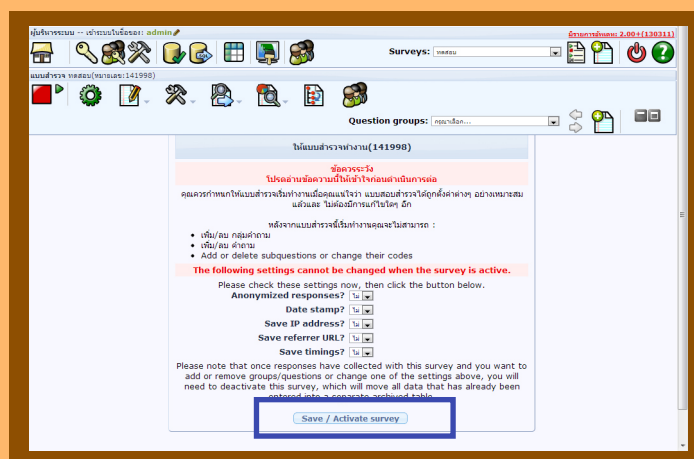 ผู้บริหารระบบ -- เข้าระบบในชื่อของ: admin
มีรายการอัพเดต: 2.00+(130311)
Surveys: ทดสอบ
แบบสำรวจ ทดสอบ(หมายเลข:141998)
Question groups: กรุณาเลือก...
ให้แบบสำรวจทำงาน(141998)
ข้อควรระวัง
โปรดอ่านข้อความนี้ให้เข้าใจก่อนดำเนินการต่อ
คุณควรกำหนกให้แบบสำรวจเริ่มทำงานเมื่อคุณแน่ใจว่า แบบสอบสำรวจได้ถูกตั้งค่าต่างๆ อย่างเหมาะสม
แล้วและ ไม่ต้องมีการแก้ไขใดๆ อีก
หลังจากแบบสำรวจนี้เริ่มทำงานคุณจะไม่สามารถ :
เพิ่ม/ลบ กลุ่มคำถาม
เพิ่ม/ลบ คำถาม
Add or delete subquestions or change their codes
The following settings cannot be changed when the survey is active.
Please check these settings now, then click the button below.
Anonymized responses? ไม่
Date stamp? ไม่
Save IP address? ไม่
Save referrer URL? ไม่
Save timings? ไม่
Please note that once responses have collected with this survey and you want to
add or remove groups/questions or change one of the settings above, you will
need to deactivate this survey, which will move all data that has already been
entered into a separate archived table.
Save / Activate survey